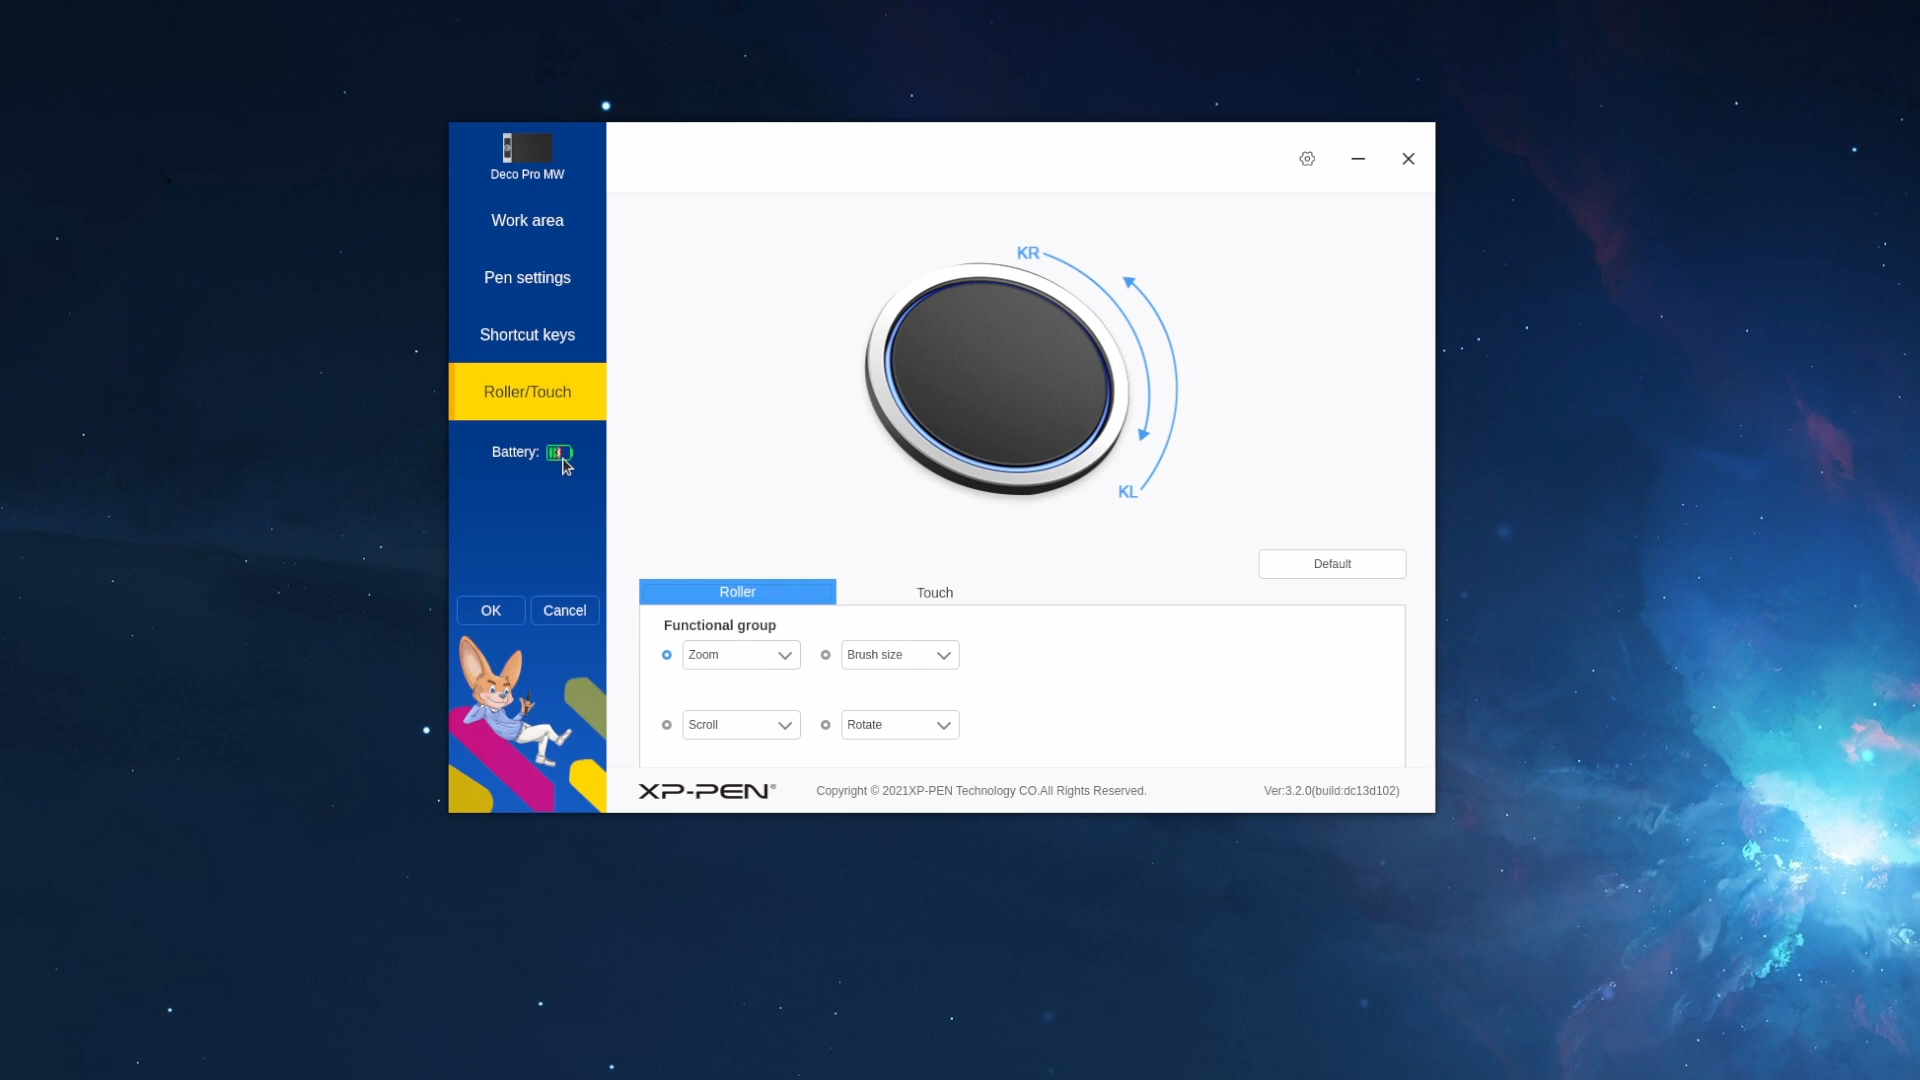 Deco Pro MW
Work area
Pen settings
Shortcut keys
Roller/Touch
Battery:
OK
Cancel
KR
KL
Default
Roller
Touch
Functional group
Zoom
Brush size
Scroll
Rotate
XP-PEN®
Copyright © 2021XP-PEN Technology CO.All Rights Reserved.
Ver:3.2.0(build:dc13d102)